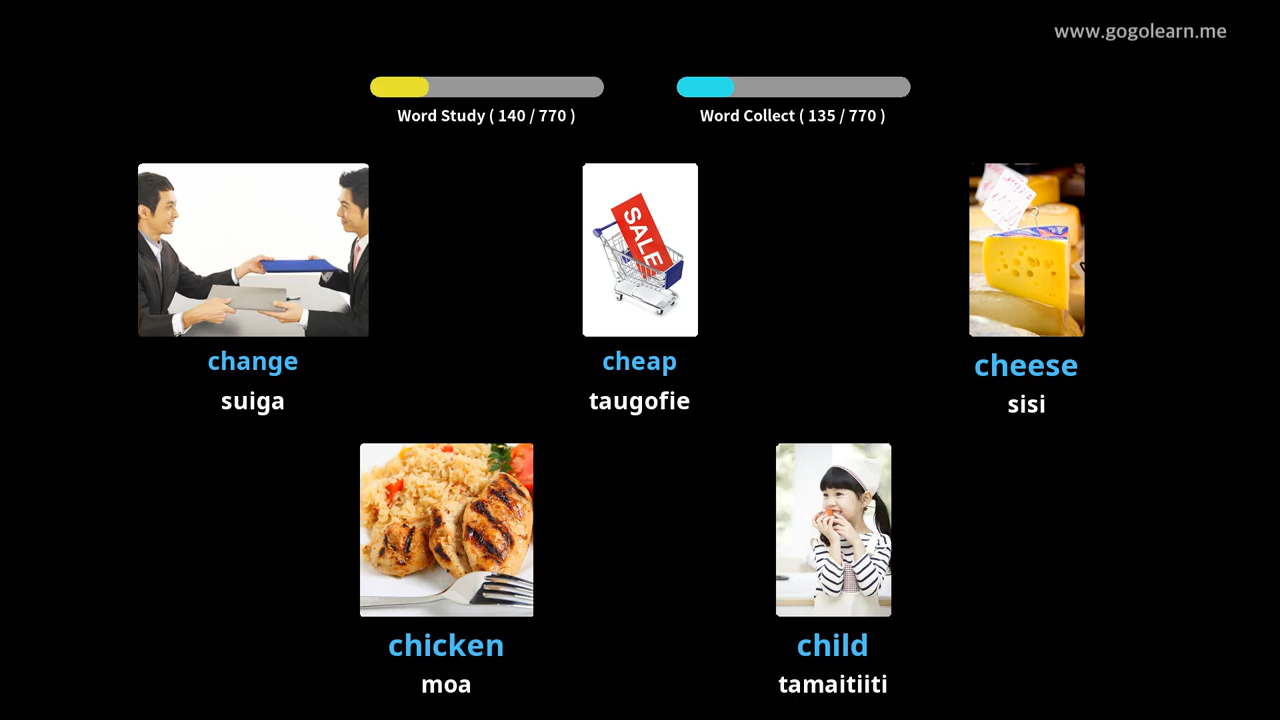 www.gogolearn.me
Word Study ( 140 / 770 )
Word Collect ( 135 / 770 )
SALE
change
suiga
cheap
taugofie
cheese
sisi
chicken
moa
child
tamaitiiti